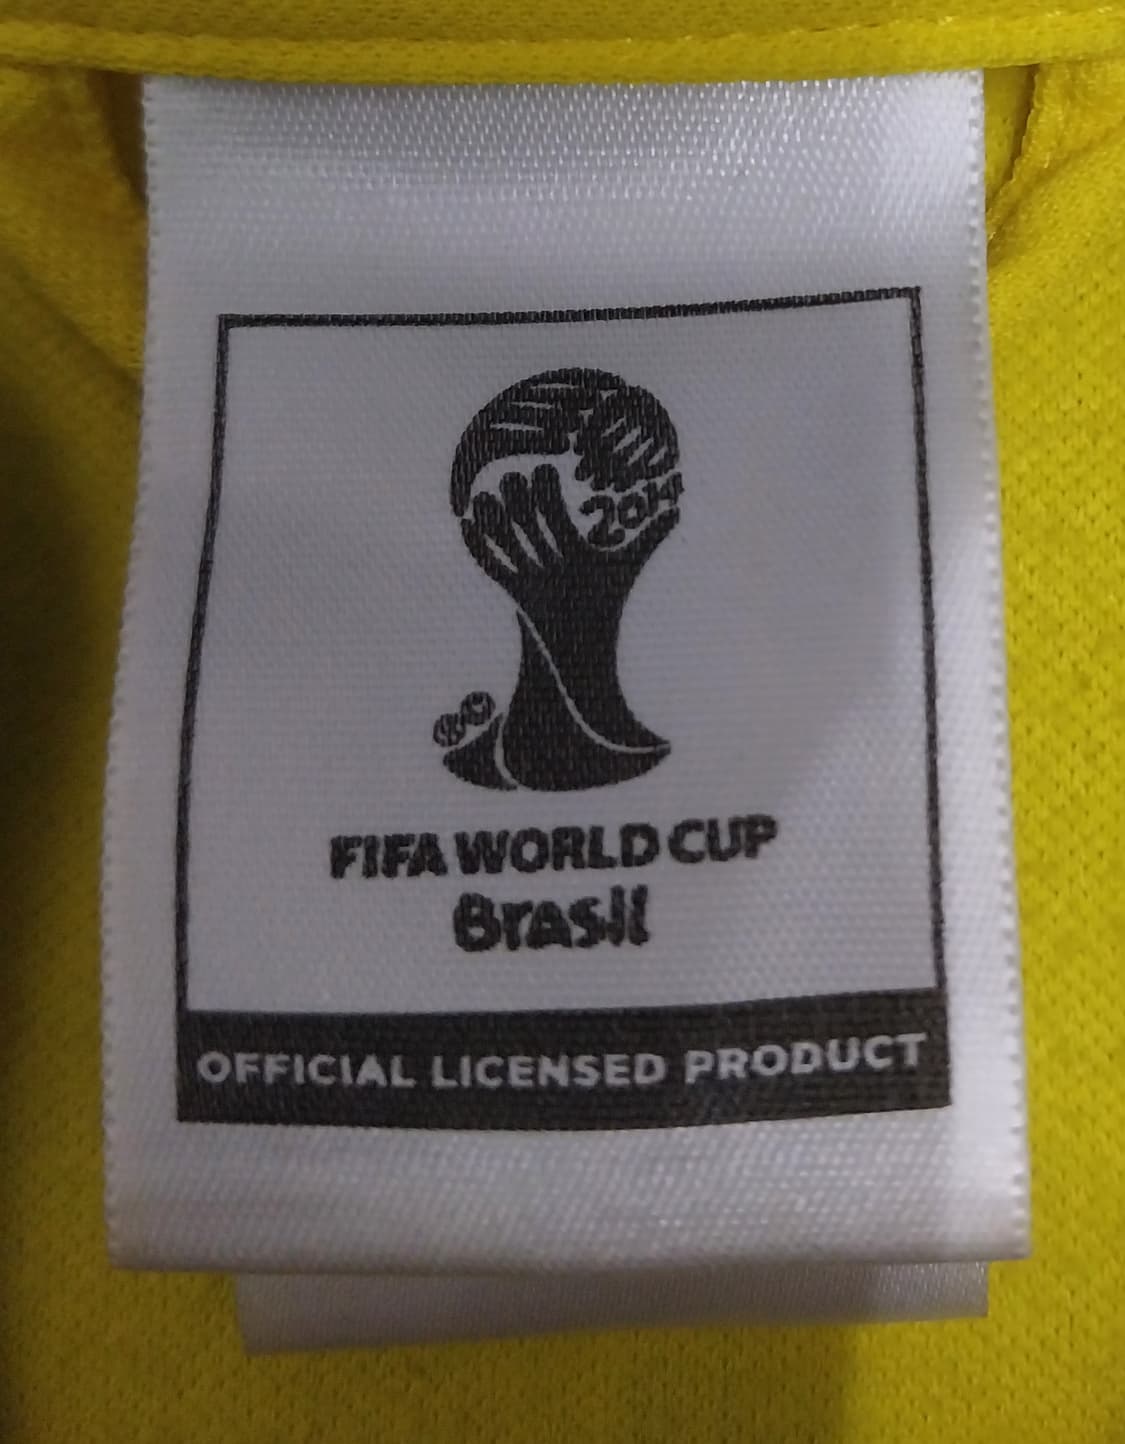 2014
FIFA WORLD CUP
Brasil
OFFICIAL LICENSED PRODUCT